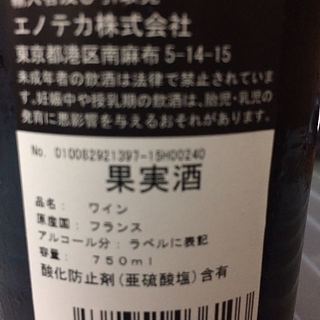 エノテカ株式会社
東京都港区南麻布5-14-15
未成年者の飲酒は法律で禁止されていま
す。妊娠中や授乳期の飲酒は、胎児・乳児の
発育に悪影響を与えるおそれがあります。
No. 010082921397-15H00240
果実酒
品名: ワイン
原産国: フランス
アルコール分: ラベルに表記
容量: 750ml
酸化防止剤(亜硫酸塩)含有